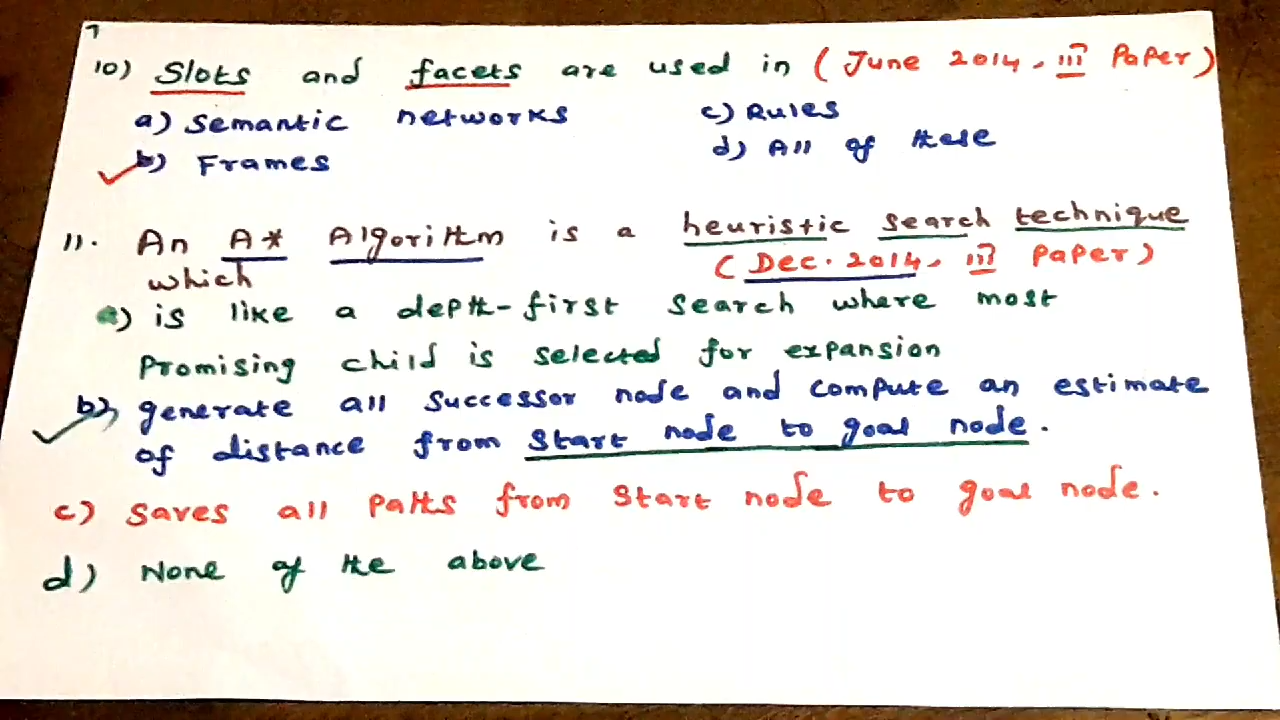 10) Slots and facets are used in (June 2014, III Paper)
a) Semantic networks c) Rules
b) Frames d) All of these
11. An A* Algorithm is a heuristic search technique
which (Dec. 2014, III Paper)
a) is like a depth-first search where most
Promising child is selected for expansion
b) generate all successor node and compute an estimate
of distance from start node to goal node.
c) saves all paths from start node to goal node.
d) None of the above